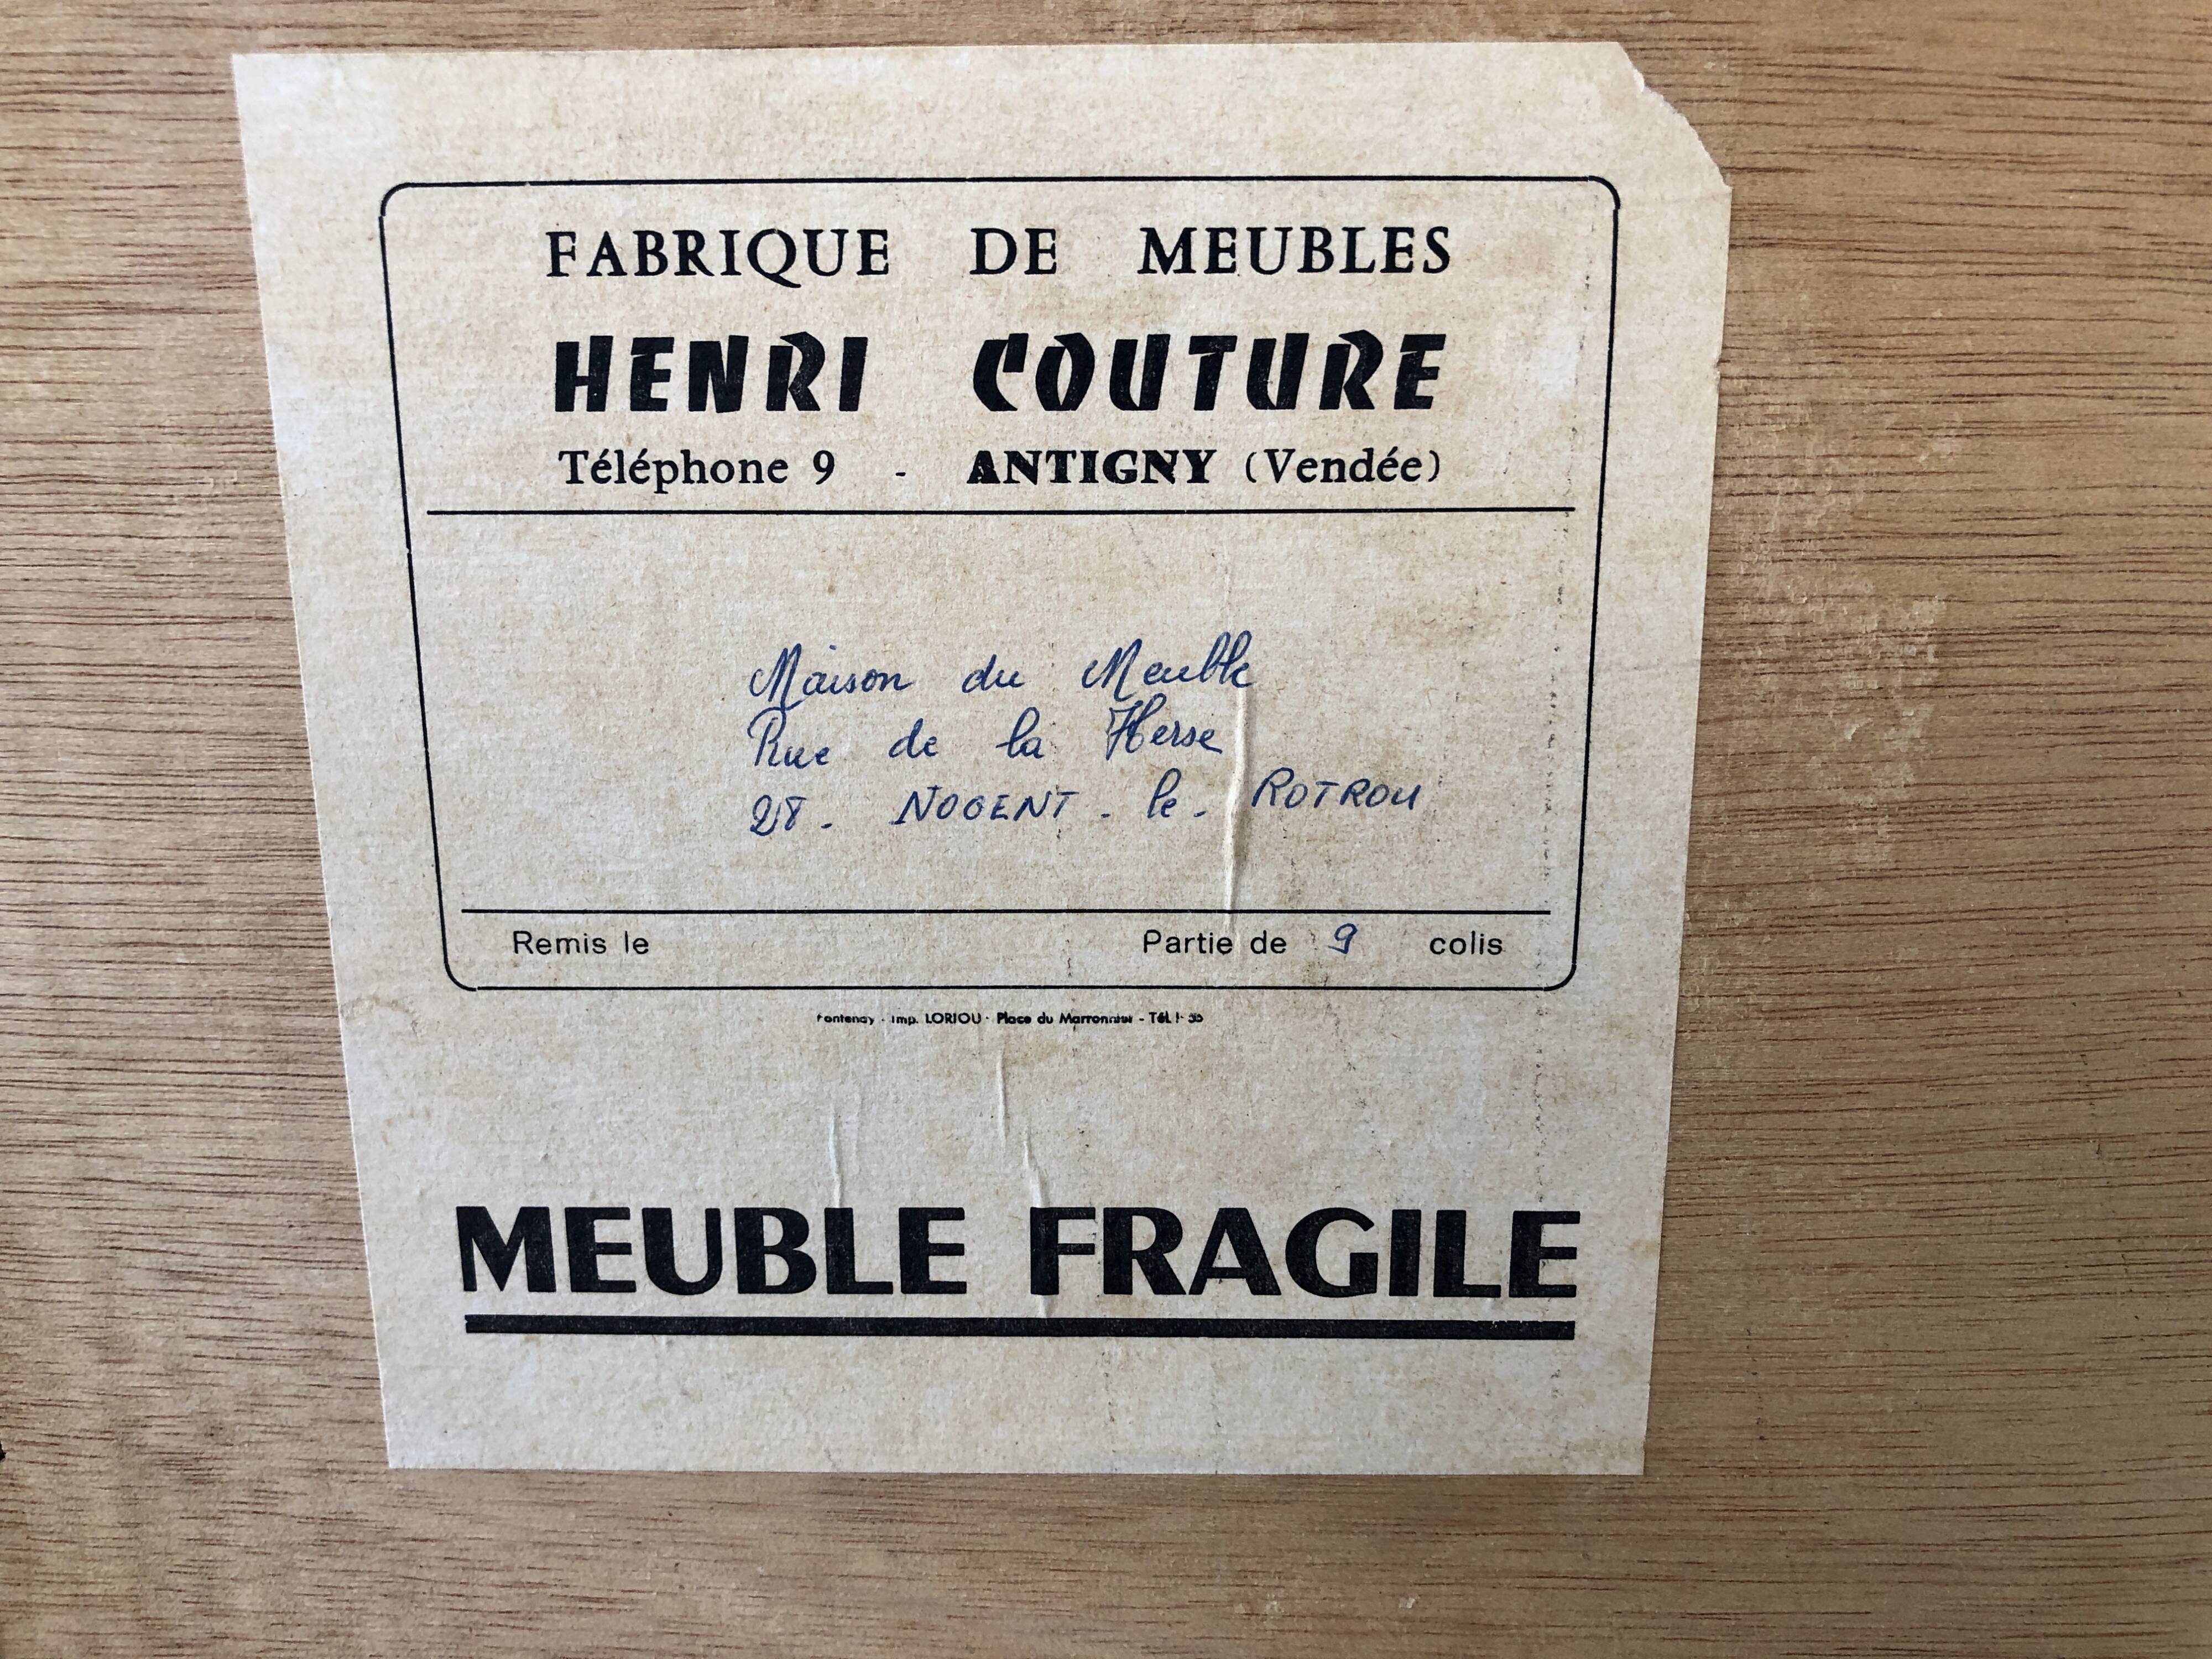 FABRIQUE DE MEUBLES
HENRI COUTURE
Téléphone 9 - ANTIGNY (Vendée)
Maison du Meuble
Rue de la Herse
28. NOGENT - le - ROTROU
Remis le Partie de 9 colis
Fontenay - Imp. LORIOU - Place du Marronnier - Tél.
MEUBLE FRAGILE